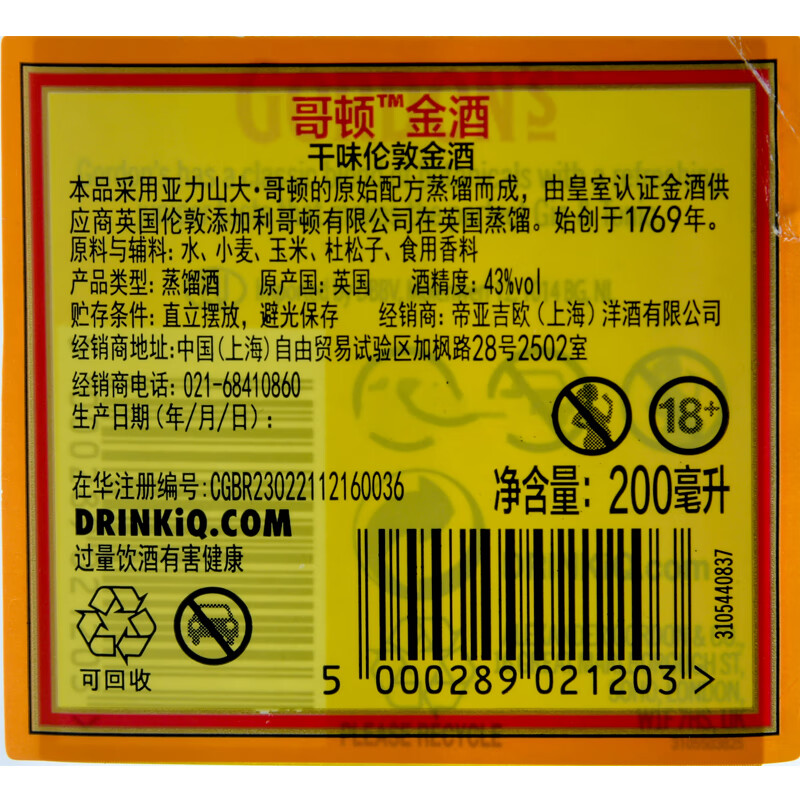 哥顿™金酒
干味伦敦金酒
本品采用亚力山大·哥顿的原始配方蒸馏而成，由皇室认证金酒供
应商英国伦敦添加利哥顿有限公司在英国蒸馏。始创于1769年。
原料与辅料: 水、小麦、玉米、杜松子、食用香料
产品类型: 蒸馏酒 原产国: 英国 酒精度: 43%vol
贮存条件: 直立摆放，避光保存 经销商: 帝亚吉欧（上海）洋酒有限公司
经销商地址:中国(上海)自由贸易试验区加枫路28号2502室
经销商电话: 021-68410860
生产日期(年/月/日):
18+
在华注册编号:CGBR23022112160036
净含量: 200毫升
DRINKiQ.COM
过量饮酒有害健康
可回收
5 000289 021203 >
3105440837
PLEASE RECYCLE